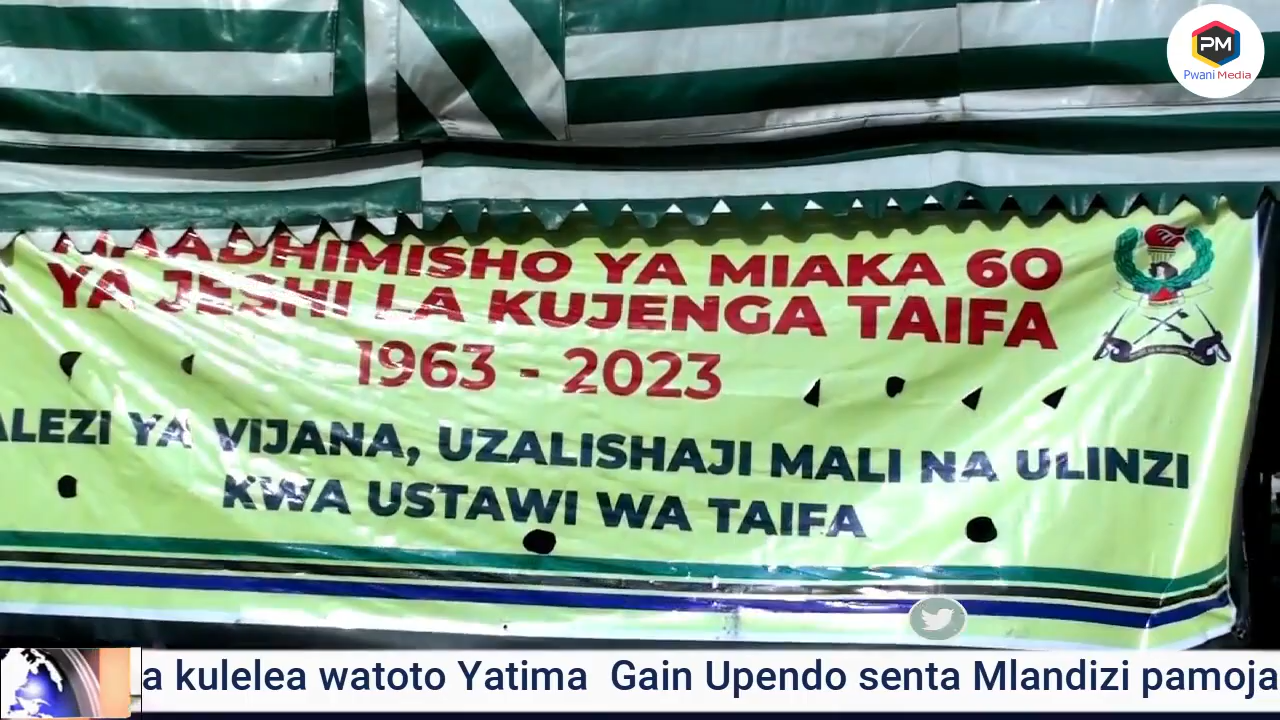 PM
Pwani Media
MAADHIMISHO YA MIAKA 60
YA JESHI LA KUJENGA TAIFA
1963 - 2023
ALEZI YA VIJANA, UZALISHAJI MALI NA ULINZI
KWA USTAWI WA TAIFA
a kulelea watoto Yatima Gain Upendo senta Mlandizi pamoja